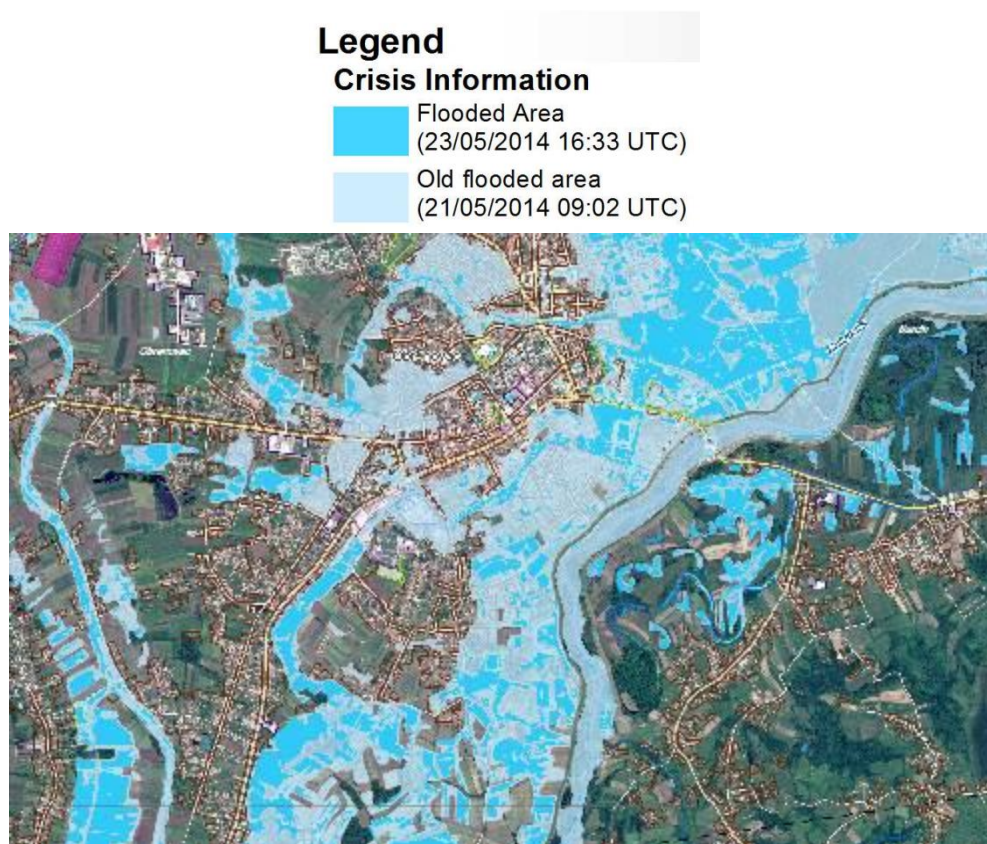 Legend
Crisis Information
Flooded Area
(23/05/2014 16:33 UTC)
Old flooded area
(21/05/2014 09:02 UTC)
Obrenovac